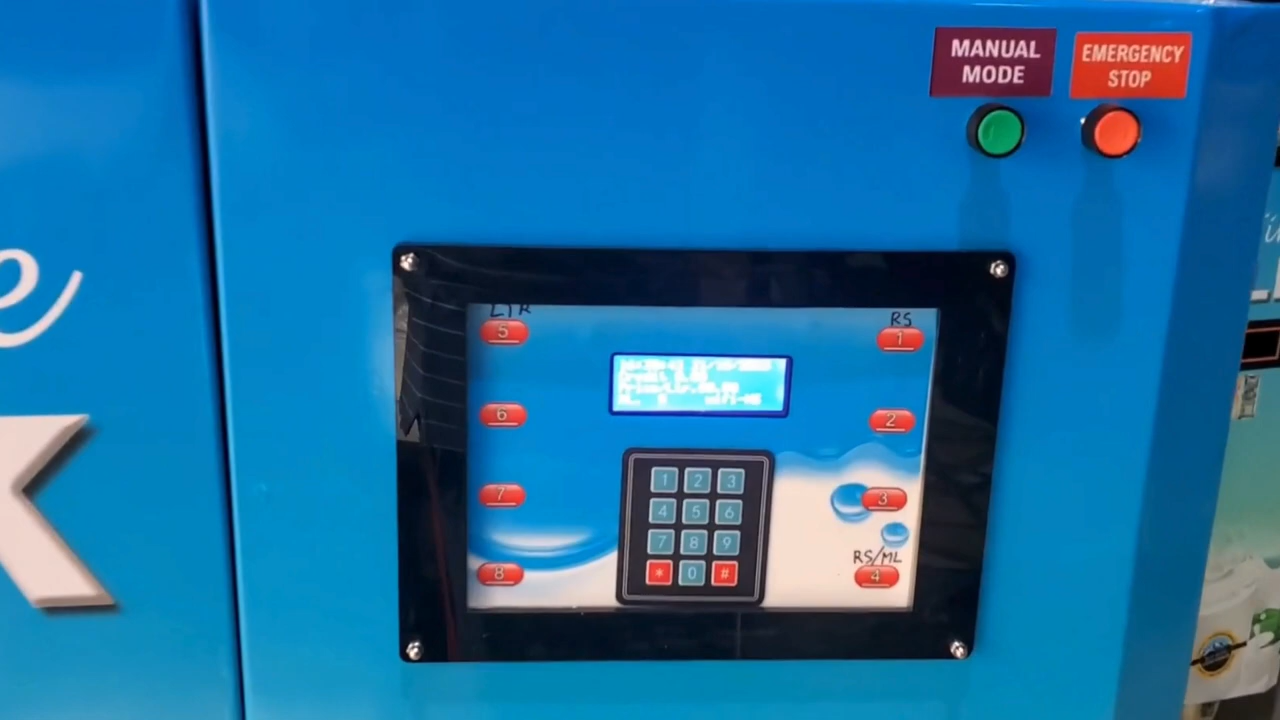 MANUAL
MODE
EMERGENCY
STOP
e
K
LTR
5
6
7
8
RS
1
2
3
RS/ML
4
1 2 3
4 5 6
7 8 9
* 0 #